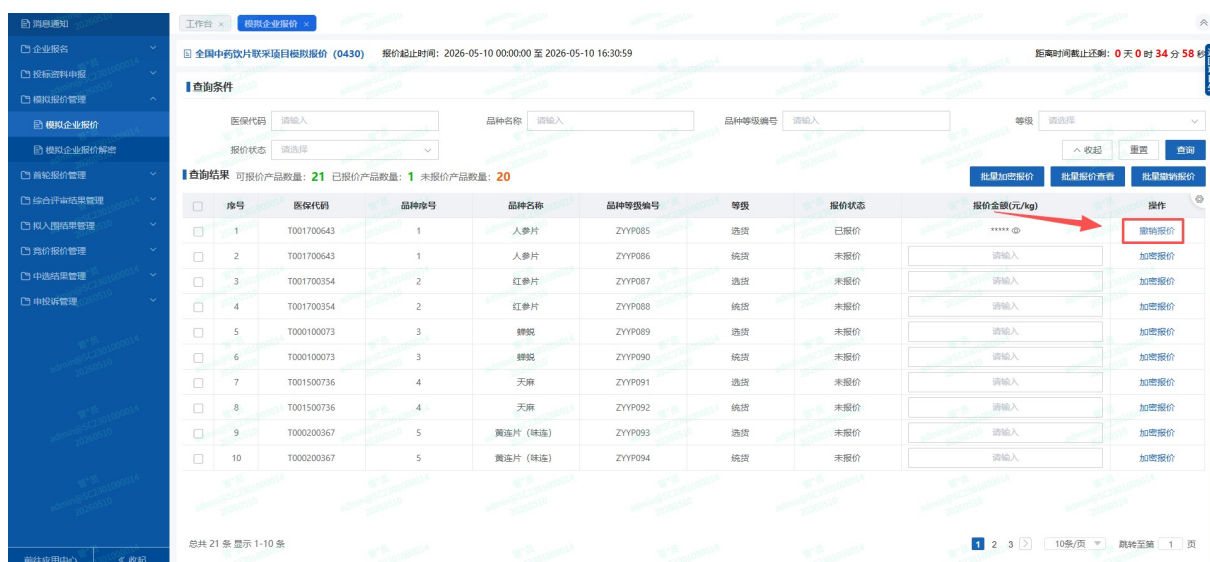 消息通知
工作台 × 模拟企业报价 ×
企业报名
全国中药饮片联采项目模拟报价（0430） 报价起止时间：2026-05-10 00:00:00 至 2026-05-10 16:30:59 距离时间截止还剩：0 天 0 时 34 分 58 秒
投标资料申报
模拟报价管理
查询条件
模拟企业报价
医保代码 请输入 品种名称 请输入 品种等级编号 请输入 等级 请选择
模拟企业报价解密
报价状态 请选择 收起 重置 查询
首轮报价管理
查询结果 可报价产品数量：21 已报价产品数量：1 未报价产品数量：20 批量加密报价 批量报价查看 批量撤销报价
综合评审结果管理
拟入围结果管理
竞价报价管理
中选结果管理
申投诉管理
序号 医保代码 品种序号 品种名称 品种等级编号 等级 报价状态 报价金额(元/kg) 操作
1 T001700643 1 人参片 ZYYP085 选货 已报价 ***** 撤销报价
2 T001700643 1 人参片 ZYYP086 统货 未报价 请输入 加密报价
3 T001700354 2 红参片 ZYYP087 选货 未报价 请输入 加密报价
4 T001700354 2 红参片 ZYYP088 统货 未报价 请输入 加密报价
5 T000100073 3 蝉蜕 ZYYP089 选货 未报价 请输入 加密报价
6 T000100073 3 蝉蜕 ZYYP090 统货 未报价 请输入 加密报价
7 T001500736 4 天麻 ZYYP091 选货 未报价 请输入 加密报价
8 T001500736 4 天麻 ZYYP092 统货 未报价 请输入 加密报价
9 T000200367 5 黄连片（味连） ZYYP093 选货 未报价 请输入 加密报价
10 T000200367 5 黄连片（味连） ZYYP094 统货 未报价 请输入 加密报价
总共 21 条 显示 1-10 条 1 2 3 10条/页 跳转至第 1 页
前往应用中心 收起